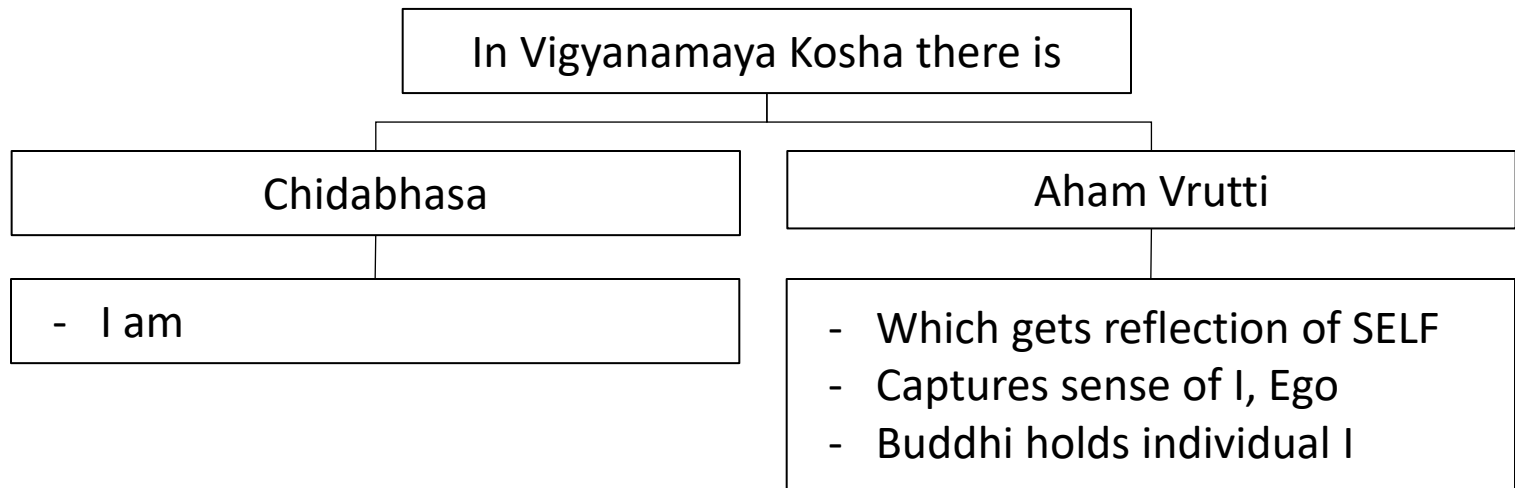 In Vigyanamaya Kosha there is
Chidabhasa
Aham Vrutti
- I am
- Which gets reflection of SELF
- Captures sense of I, Ego
- Buddhi holds individual I